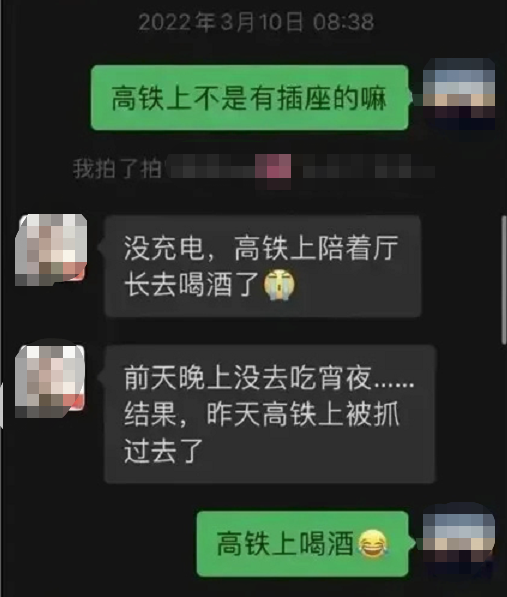 2022年3月10日 08:38
高铁上不是有插座的嘛
我拍了拍
没充电，高铁上陪着厅
长去喝酒了😭
前天晚上没去吃宵夜......
结果，昨天高铁上被抓
过去了
高铁上喝酒😂